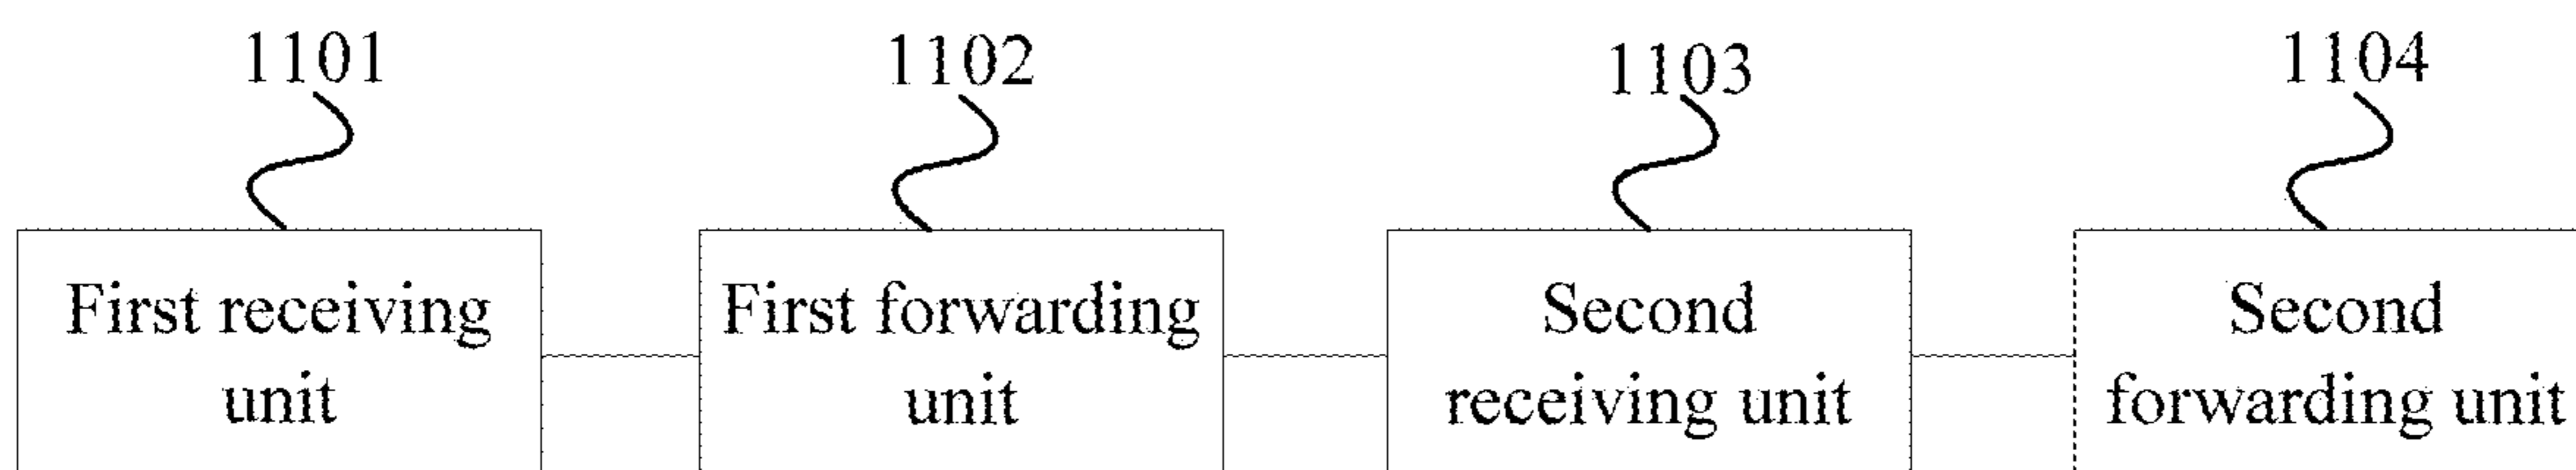 1101
1102
1103
1104
First receiving
unit
First forwarding
unit
Second
receiving unit
Second
forwarding unit